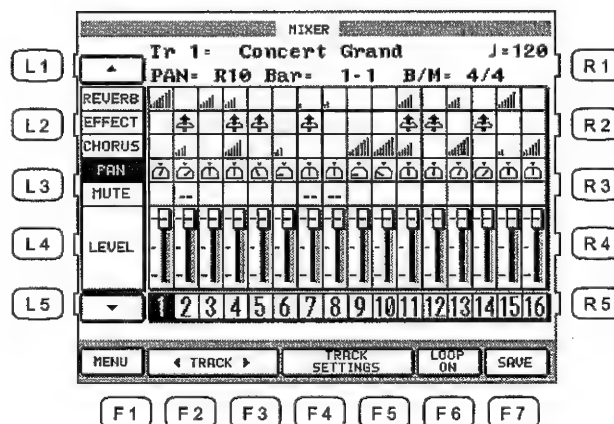 MIXER
Tr 1: Concert Grand ♩=120
PAN= R10 Bar= 1-1 B/M= 4/4
L1
R1
REVERB
EFFECT
L2
R2
CHORUS
PAN
L3
R3
MUTE
-- -- --
L4
LEVEL
R4
L5
1 2 3 4 5 6 7 8 9 10 11 12 13 14 15 16
R5
MENU
TRACK
TRACK SETTINGS
LOOP ON
SAVE
F1 F2 F3 F4 F5 F6 F7